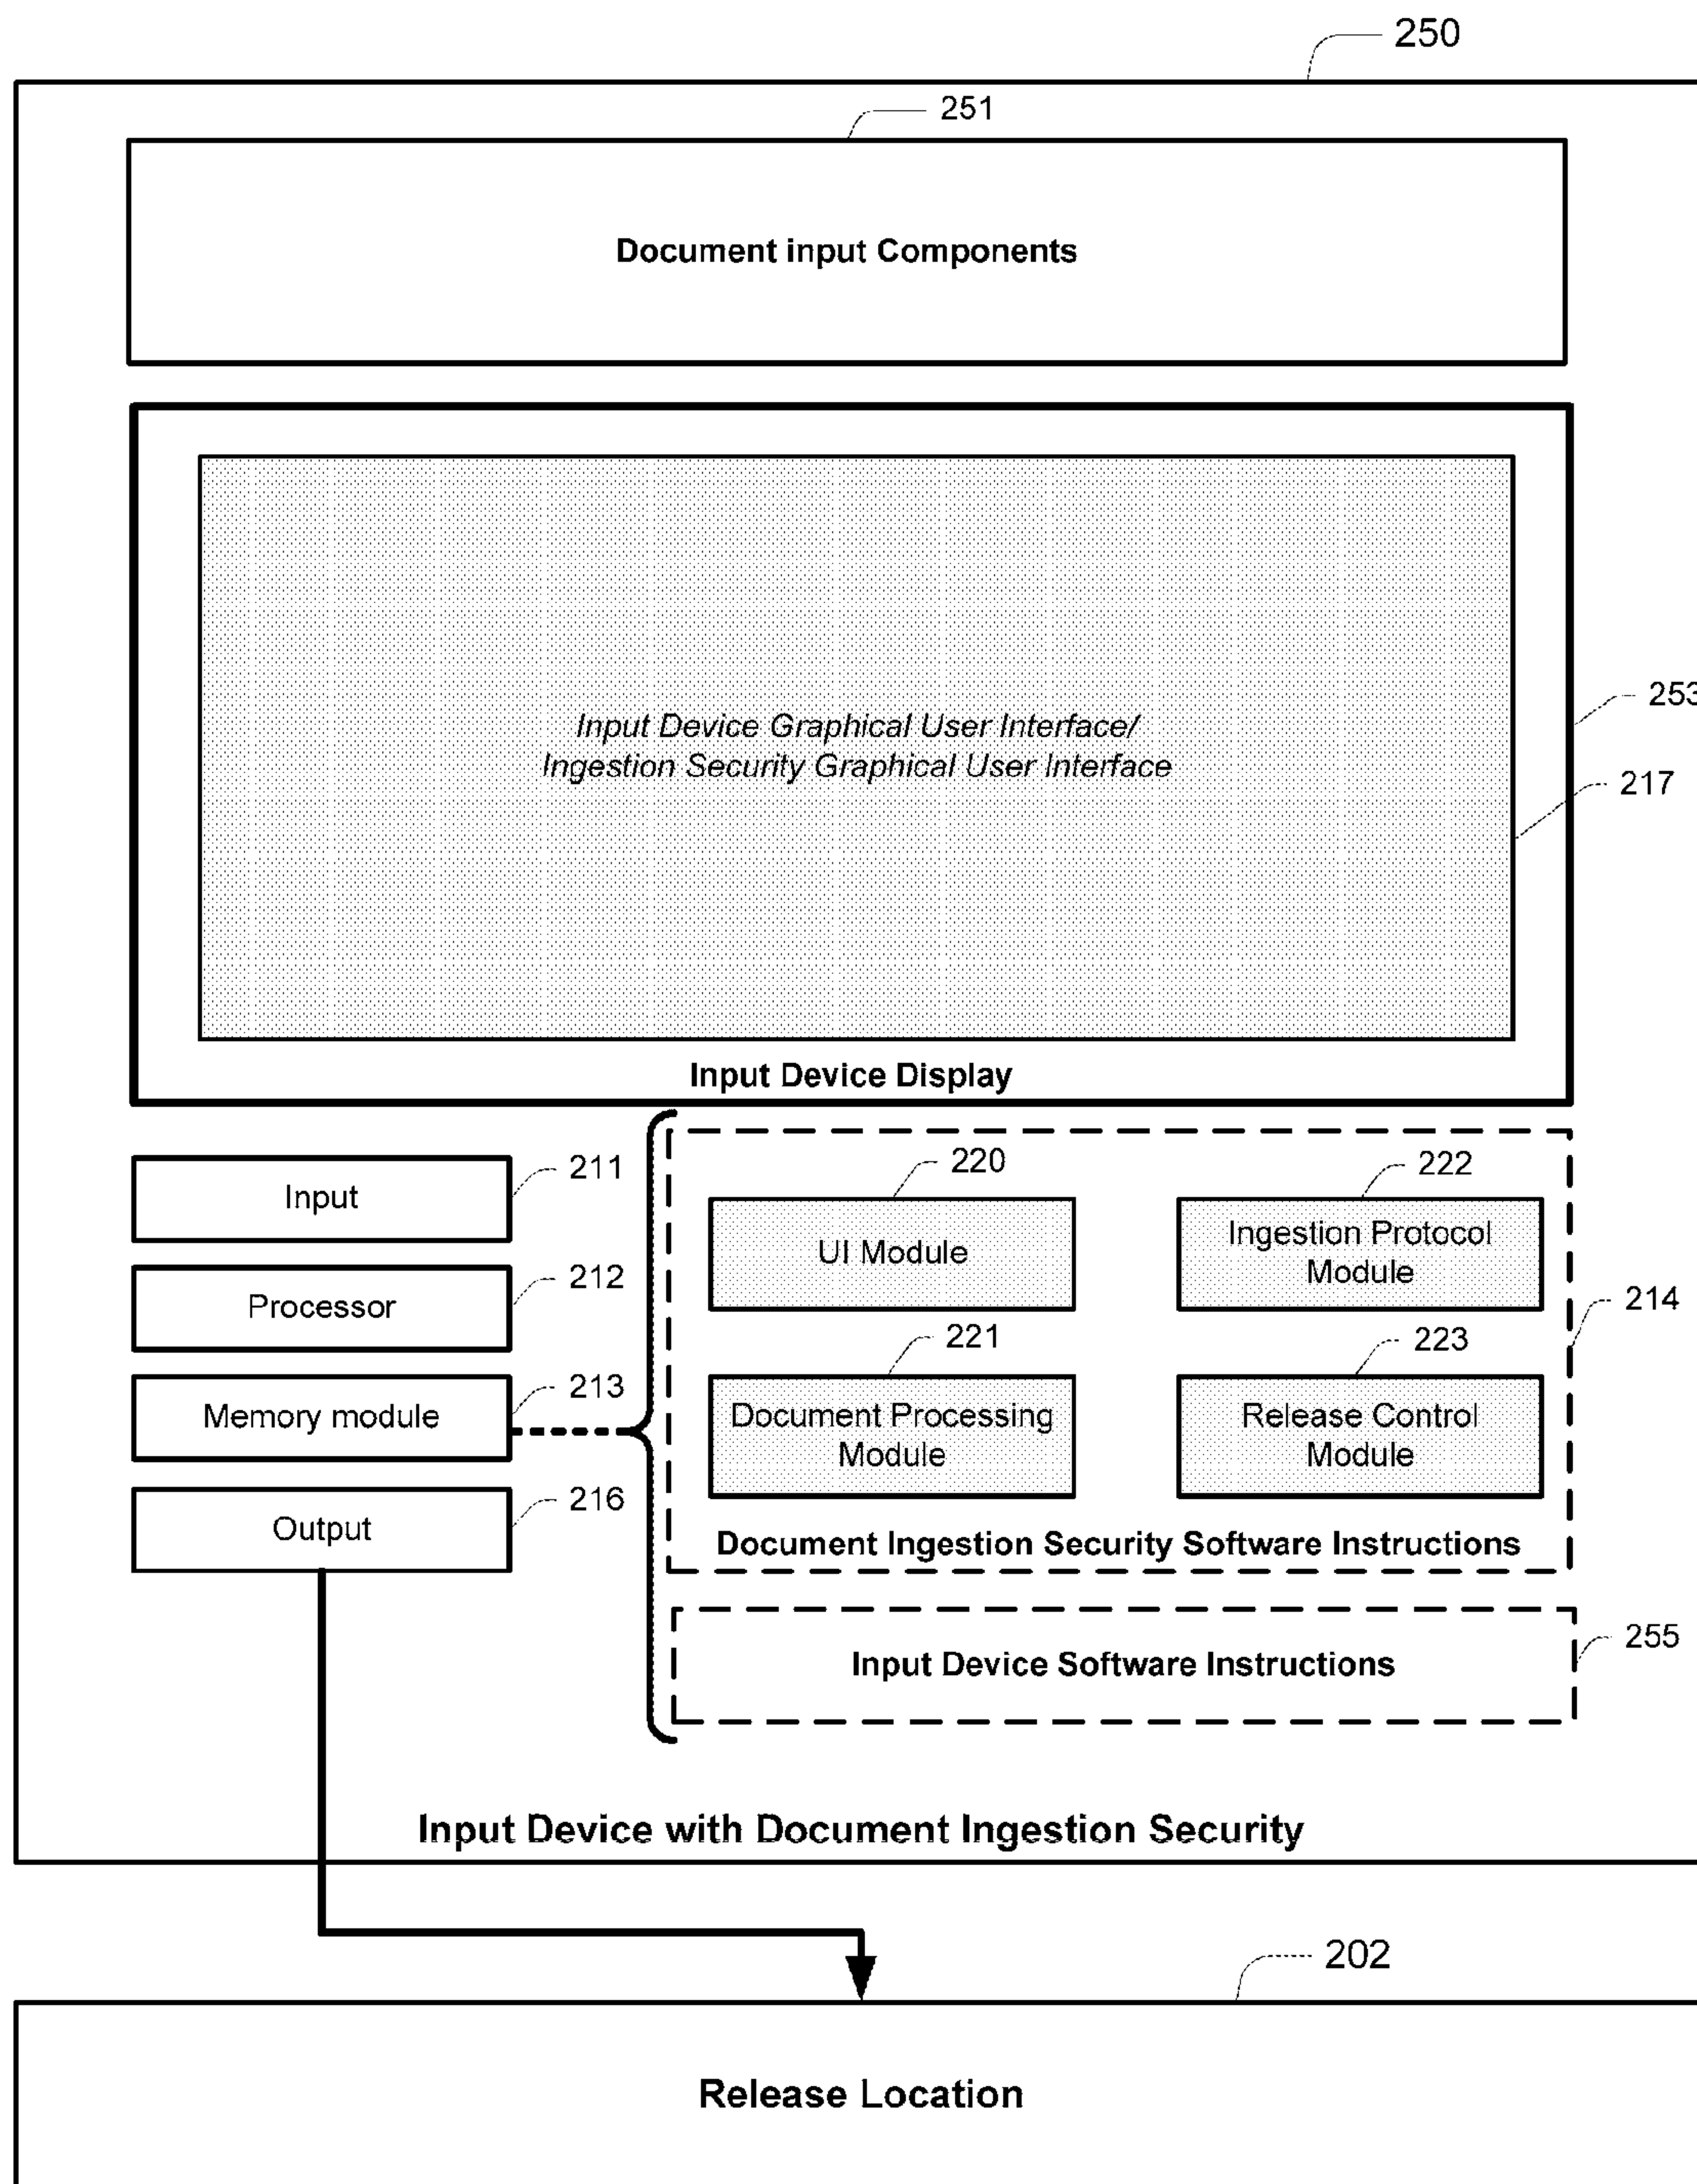 250
251
Document input Components
253
Input Device Graphical User Interface/
Ingestion Security Graphical User Interface
217
Input Device Display
211
Input
212
Processor
213
Memory module
216
Output
220
UI Module
222
Ingestion Protocol
Module
214
221
Document Processing
Module
223
Release Control
Module
Document Ingestion Security Software Instructions
255
Input Device Software Instructions
Input Device with Document Ingestion Security
202
Release Location